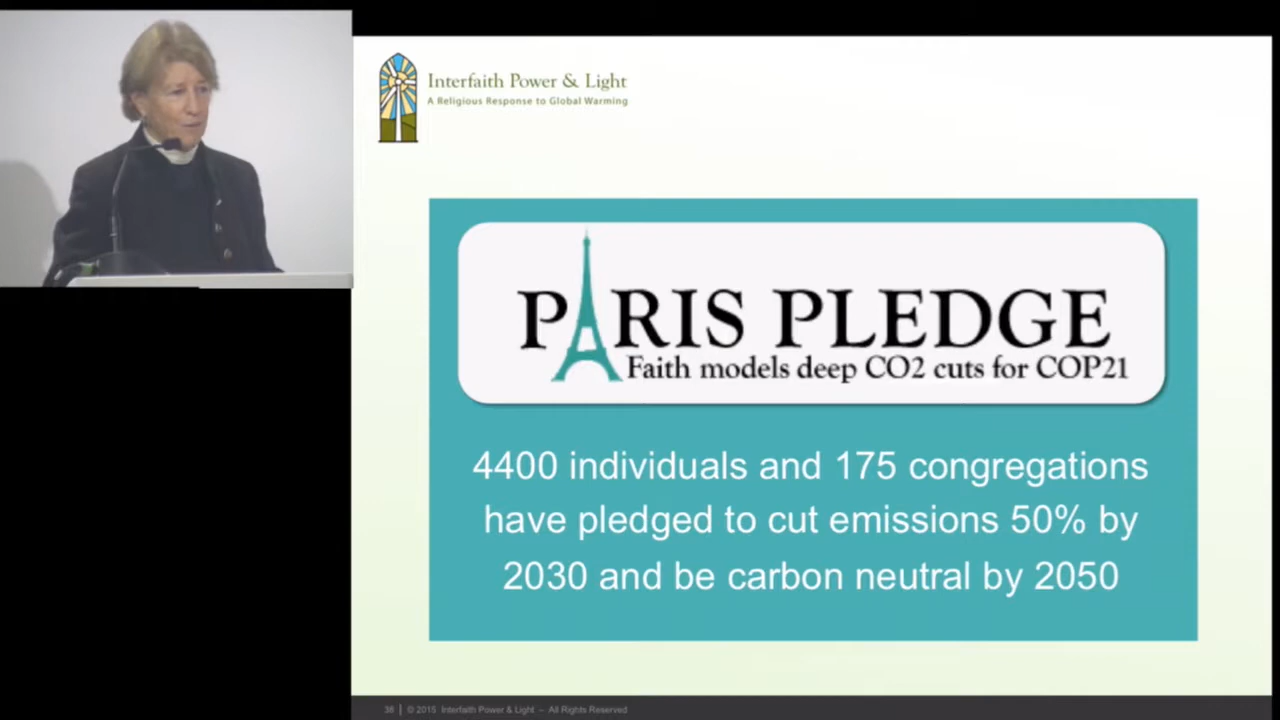 Interfaith Power & Light
A Religious Response to Global Warming
PARIS PLEDGE
Faith models deep CO2 cuts for COP21
4400 individuals and 175 congregations
have pledged to cut emissions 50% by
2030 and be carbon neutral by 2050
38 | © 2015 Interfaith Power & Light – All Rights Reserved